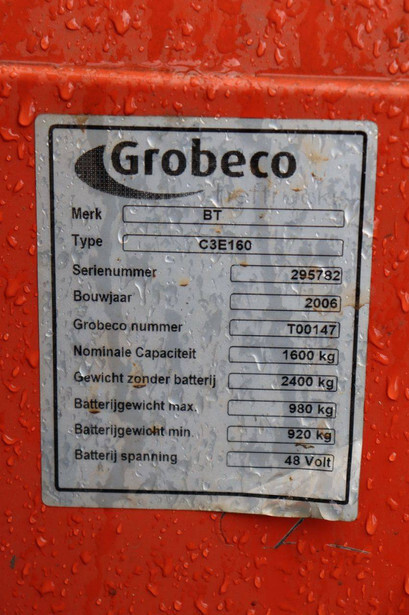 Grobeco
heftrucks
Merk BT
Type C3E160
Serienummer 295782
Bouwjaar 2006
Grobeco nummer T00147
Nominale Capaciteit 1600 kg
Gewicht zonder batterij 2400 kg
Batterijgewicht max. 980 kg
Batterijgewicht min. 920 kg
Batterij spanning 48 Volt